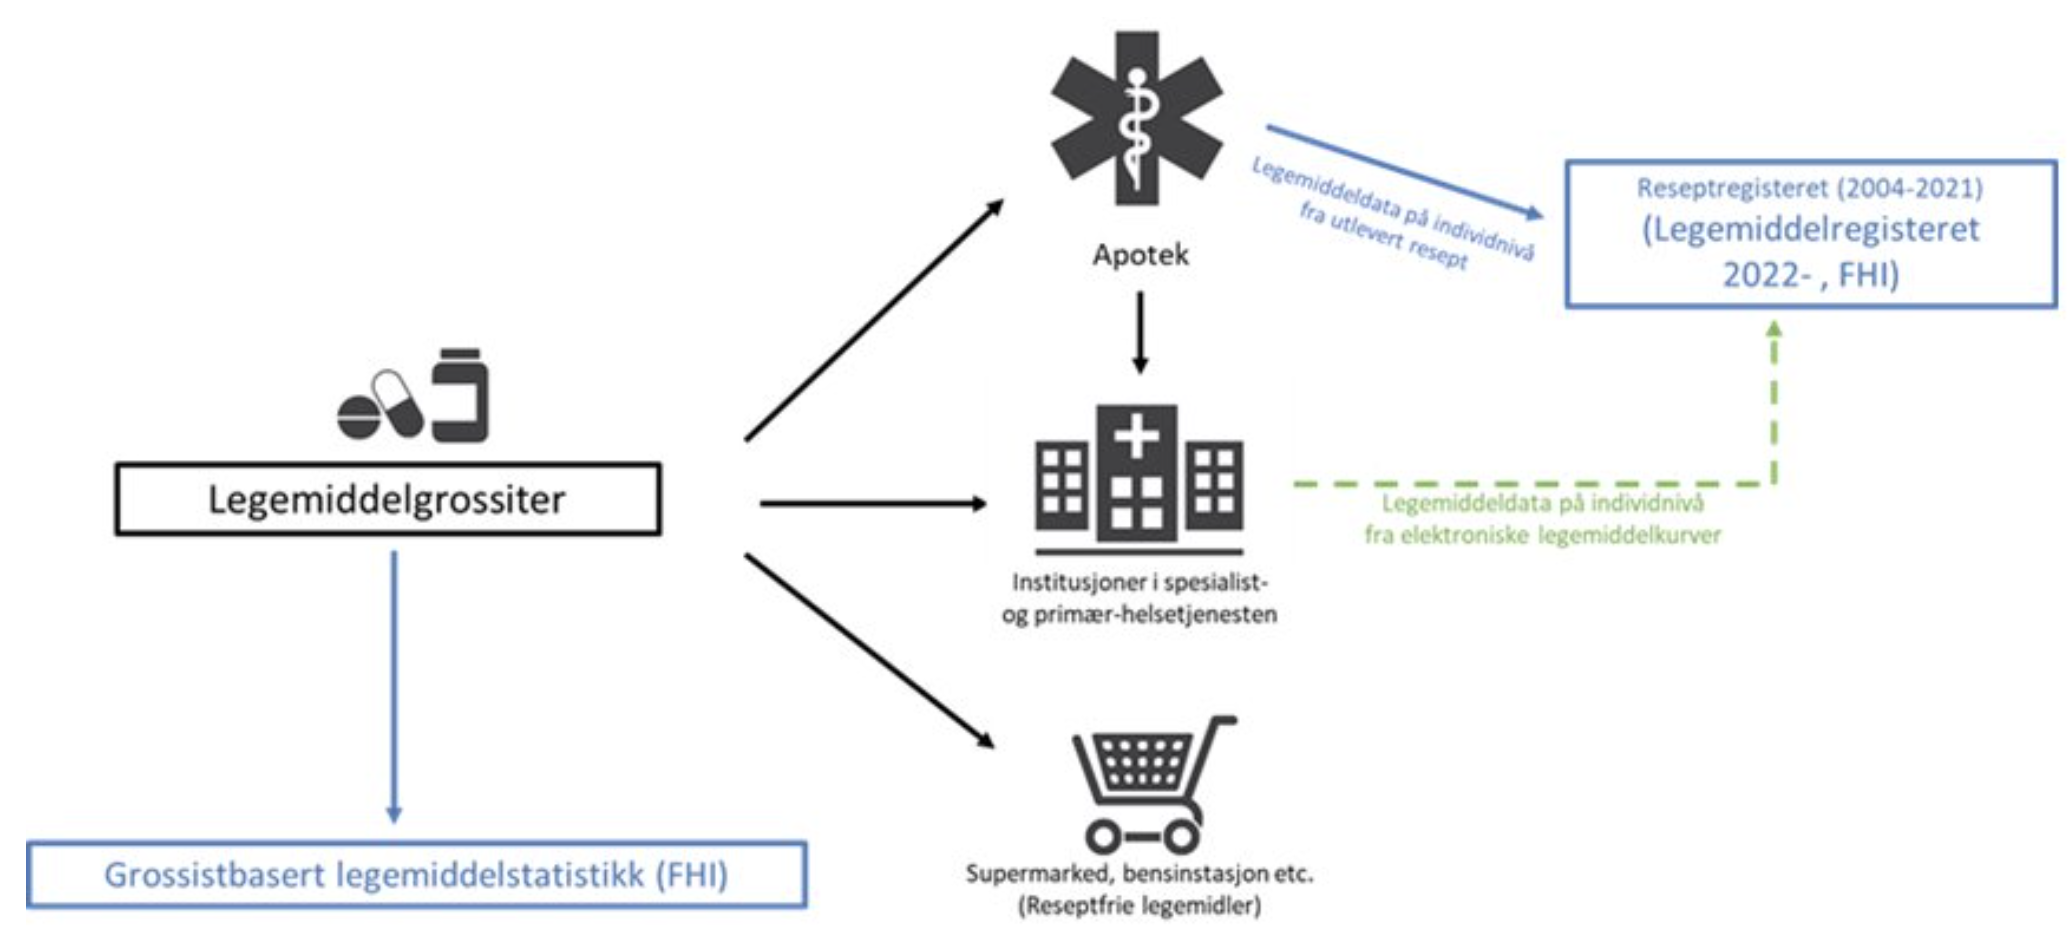 Apotek
Legemiddeldata på individnivå
fra utlevert resept
Reseptregisteret (2004-2021)
(Legemiddelregisteret
2022- , FHI)
Legemiddelgrossiter
Institusjoner i spesialist-
og primær-helsetjenesten
Legemiddeldata på individnivå
fra elektroniske legemiddelkurver
Grossistbasert legemiddelstatistikk (FHI)
Supermarked, bensinstasjon etc.
(Reseptfrie legemidler)